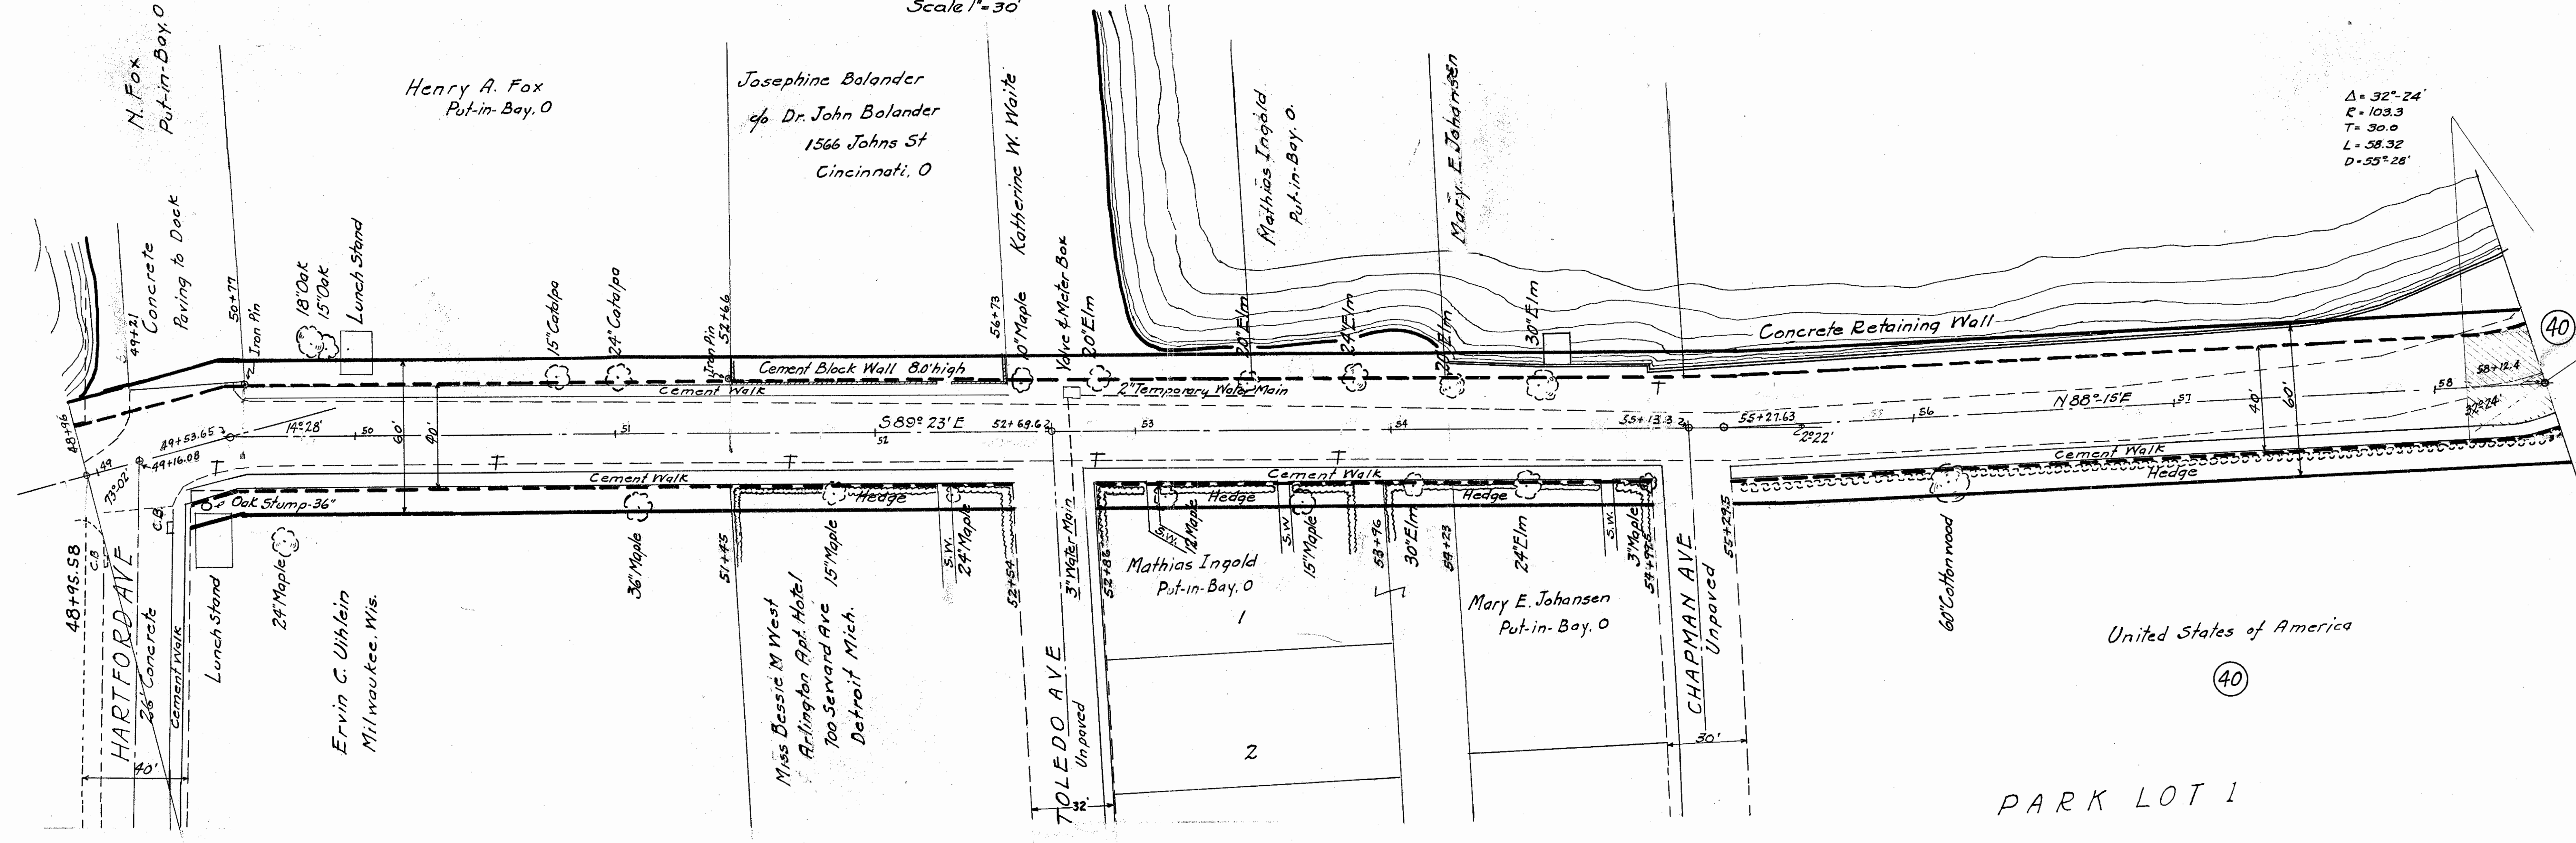 Scale 1"=30'
M. Fox
Put-in-Bay, O
Henry A. Fox
Put-in-Bay, O
Josephine Bolander
c/o Dr. John Bolander
1566 Johns St
Cincinnati, O
Katherine W. Waite
Mathias Ingold
Put-in-Bay, O.
Mary. E. Johansen
Δ = 32°-24'
R = 103.3
T = 30.0
L = 58.32
D = 55°-28'
49+21
Concrete
Paving to Dock
50+77
Iron Pin
18"Oak
15"Oak
Lunch Stand
15"Catalpa
24"Catalpa
Iron Pin
52+66
56+73
10"Maple
Valve & Meter Box
20"Elm
20"Elm
24"Elm
20"Elm
30"Elm
Concrete Retaining Wall
40
Cement Block Wall 8.0'high
Cement Walk
2"Temporary Water Main
T
58+12.4
32°24'
48+96
49
49+53.65
49+16.08
73°-02'
14°28'
50
60'
40'
51
S 89° 23' E
52
52+69.62
53
54
55+13.32
55+27.63
2°22'
56
N 88°-15'E
57
58
40'
60'
T
T
T
T
T
Cement Walk
Cement Walk
Cement Walk
Hedge
Oak Stump-36"
Hedge
Hedge
Hedge
C.B.
C.B
48+95.58
HARTFORD AVE
26' Concrete
Cement Walk
40'
Lunch Stand
24"Maple
Ervin C. Uihlein
Milwaukee. Wis.
36"Maple
51+45
15"Maple
S.W.
24"Maple
52+54
Miss Bessie M West
Arlington Apt. Hotel
700 Serward Ave
Detroit Mich.
3"Water Main
52+86
TOLEDO AVE
Unpaved
32'
S.W.
12"Maple
S.W
15"Maple
53+96
30"Elm
24"Elm
S.W.
3"Maple
Mathias Ingold
Put-in-Bay, O
1
2
Mary E. Johansen
Put-in-Bay, O
CHAPMAN AVE
Unpaved
55+29.5
30'
60"Cottonwood
United States of America
40
PARK LOT 1